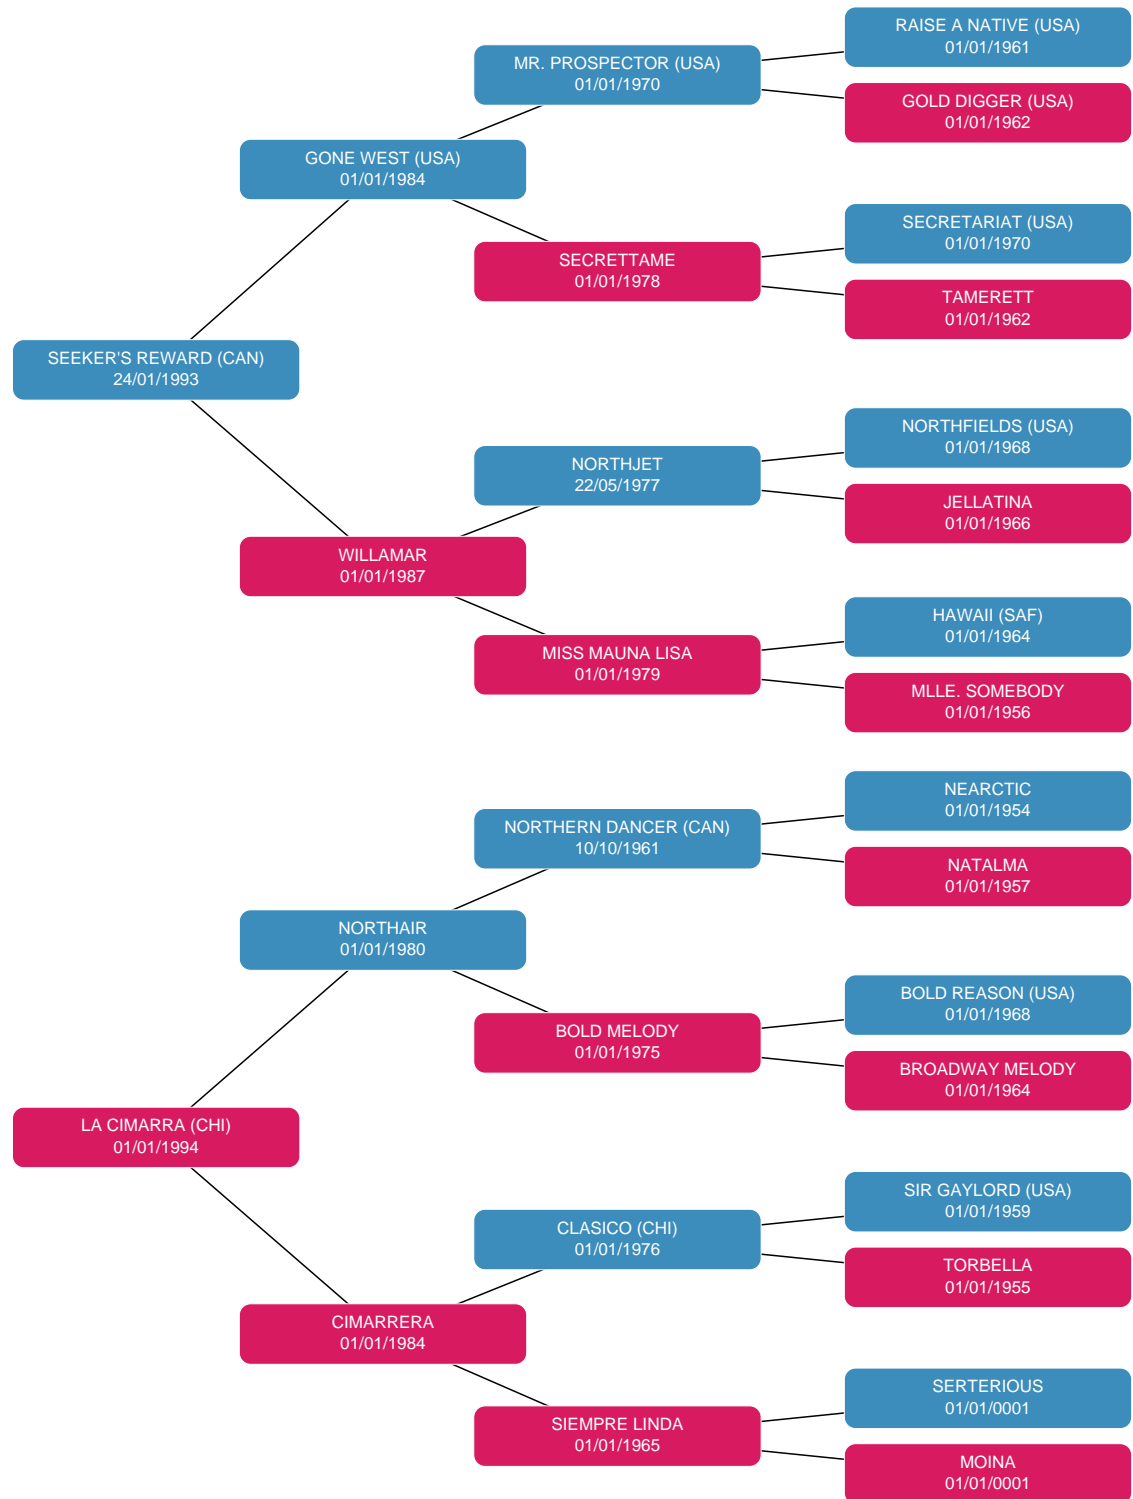 RAISE A NATIVE (USA)
01/01/1961
MR. PROSPECTOR (USA)
01/01/1970
GOLD DIGGER (USA)
01/01/1962
GONE WEST (USA)
01/01/1984
SECRETARIAT (USA)
01/01/1970
SECRETTAME
01/01/1978
TAMERETT
01/01/1962
SEEKER'S REWARD (CAN)
24/01/1993
NORTHFIELDS (USA)
01/01/1968
NORTHJET
22/05/1977
JELLATINA
01/01/1966
WILLAMAR
01/01/1987
HAWAII (SAF)
01/01/1964
MISS MAUNA LISA
01/01/1979
MLLE. SOMEBODY
01/01/1956
NEARCTIC
01/01/1954
NORTHERN DANCER (CAN)
10/10/1961
NATALMA
01/01/1957
NORTHAIR
01/01/1980
BOLD REASON (USA)
01/01/1968
BOLD MELODY
01/01/1975
BROADWAY MELODY
01/01/1964
LA CIMARRA (CHI)
01/01/1994
SIR GAYLORD (USA)
01/01/1959
CLASICO (CHI)
01/01/1976
TORBELLA
01/01/1955
CIMARRERA
01/01/1984
SERTERIOUS
01/01/0001
SIEMPRE LINDA
01/01/1965
MOINA
01/01/0001